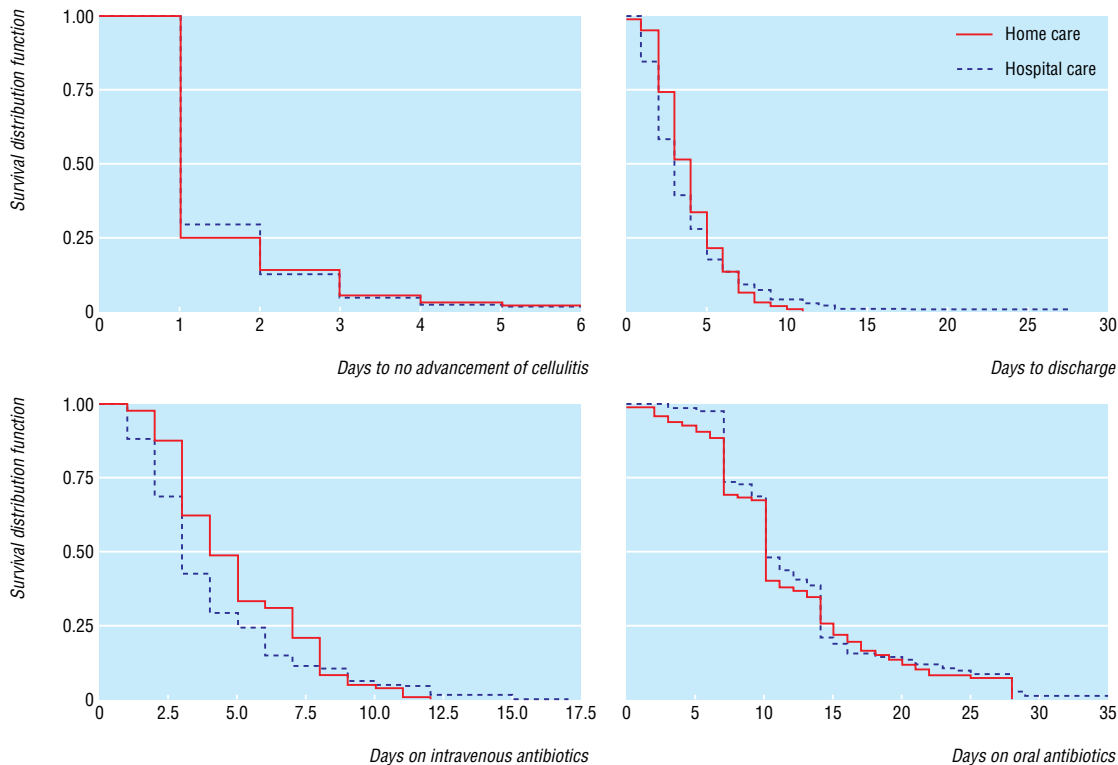 Survival distribution function
1.00
0.75
0.50
0.25
0
0 1 2 3 4 5 6
Days to no advancement of cellulitis
Home care
Hospital care
0 5 10 15 20 25 30
Days to discharge
Survival distribution function
1.00
0.75
0.50
0.25
0
0 2.5 5.0 7.5 10.0 12.5 15.0 17.5
Days on intravenous antibiotics
0 5 10 15 20 25 30 35
Days on oral antibiotics